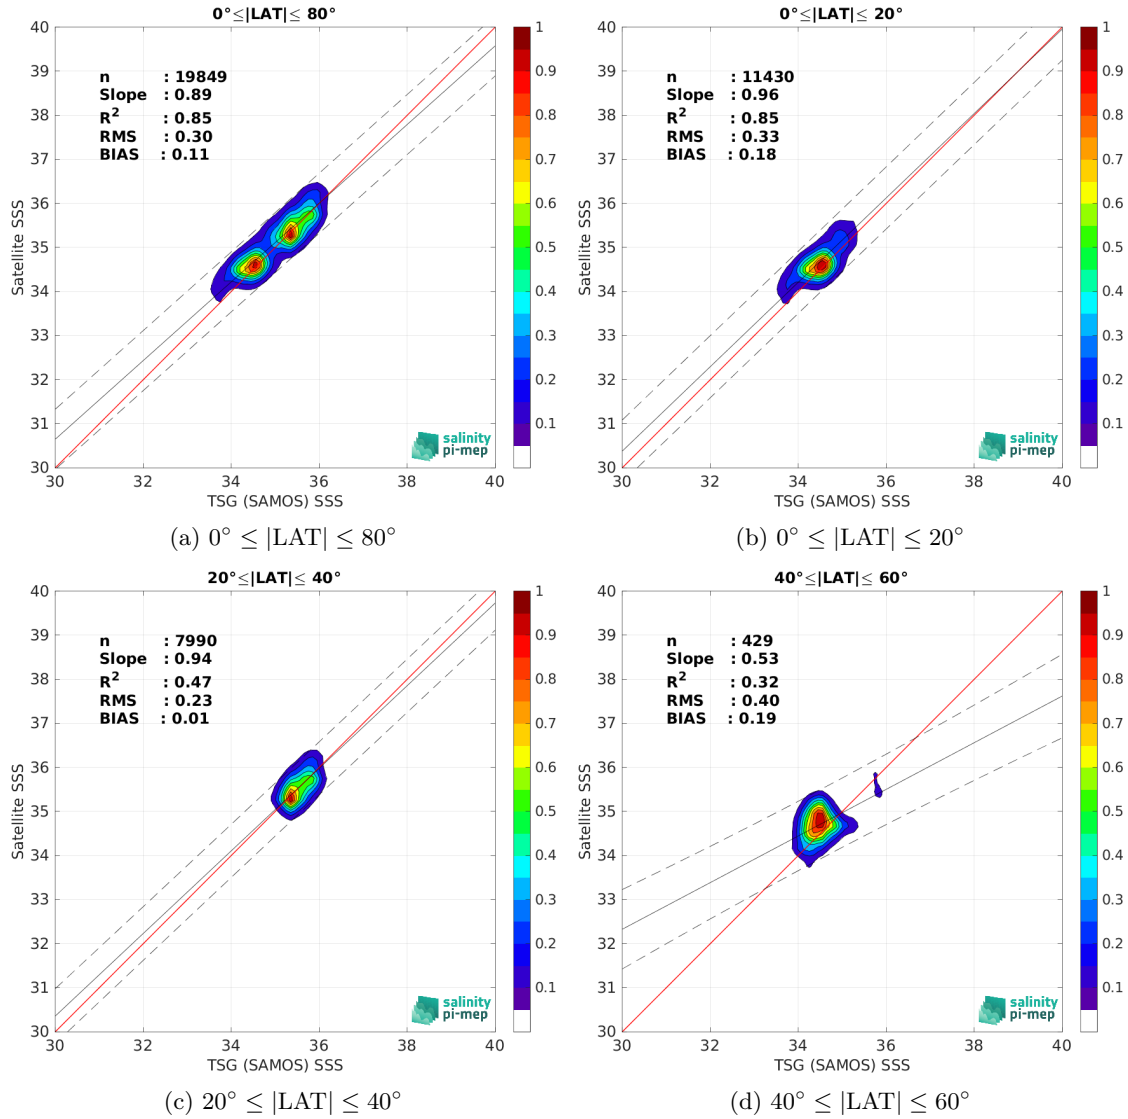 0°≤|LAT|≤ 80°
n : 19849
Slope : 0.89
R² : 0.85
RMS : 0.30
BIAS : 0.11
40
39
38
37
36
35
34
33
32
31
30
Satellite SSS
30 32 34 36 38 40
TSG (SAMOS) SSS
1
0.9
0.8
0.7
0.6
0.5
0.4
0.3
0.2
0.1
salinity
pi-mep
(a) 0° ≤ |LAT| ≤ 80°
0°≤|LAT|≤ 20°
n : 11430
Slope : 0.96
R² : 0.85
RMS : 0.33
BIAS : 0.18
40
39
38
37
36
35
34
33
32
31
30
Satellite SSS
30 32 34 36 38 40
TSG (SAMOS) SSS
1
0.9
0.8
0.7
0.6
0.5
0.4
0.3
0.2
0.1
salinity
pi-mep
(b) 0° ≤ |LAT| ≤ 20°
20°≤|LAT|≤ 40°
n : 7990
Slope : 0.94
R² : 0.47
RMS : 0.23
BIAS : 0.01
40
39
38
37
36
35
34
33
32
31
30
Satellite SSS
30 32 34 36 38 40
TSG (SAMOS) SSS
1
0.9
0.8
0.7
0.6
0.5
0.4
0.3
0.2
0.1
salinity
pi-mep
(c) 20° ≤ |LAT| ≤ 40°
40°≤|LAT|≤ 60°
n : 429
Slope : 0.53
R² : 0.32
RMS : 0.40
BIAS : 0.19
40
39
38
37
36
35
34
33
32
31
30
Satellite SSS
30 32 34 36 38 40
TSG (SAMOS) SSS
1
0.9
0.8
0.7
0.6
0.5
0.4
0.3
0.2
0.1
salinity
pi-mep
(d) 40° ≤ |LAT| ≤ 60°